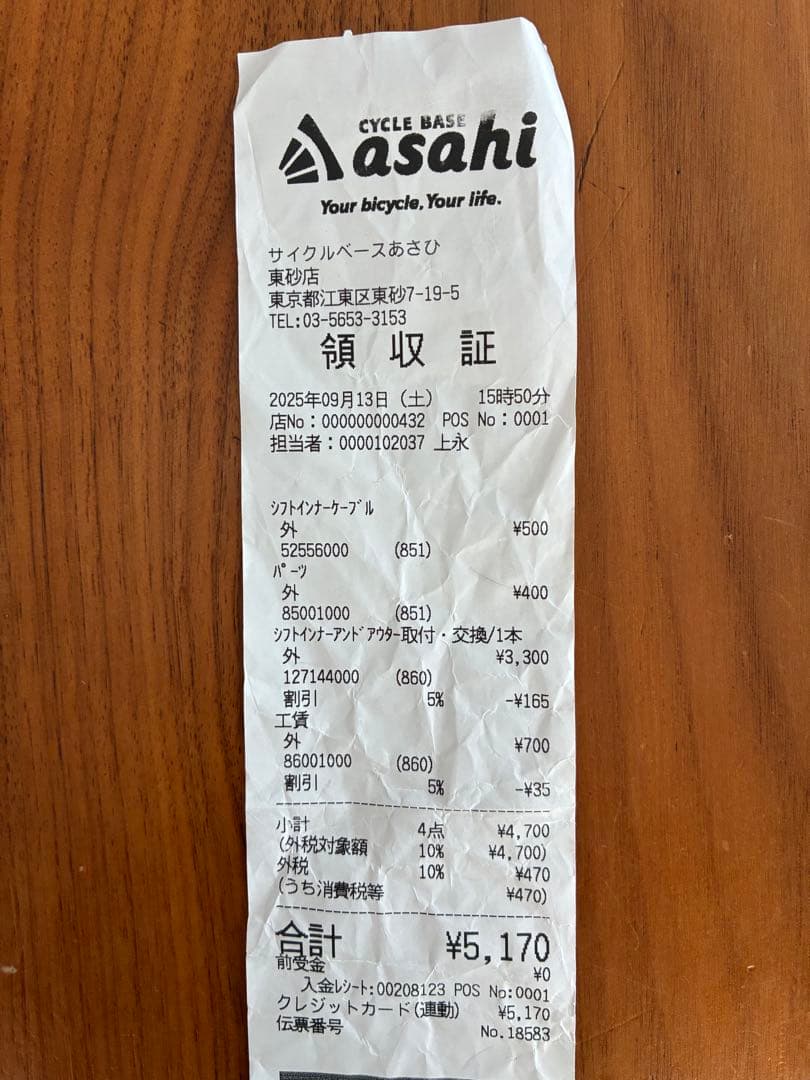 CYCLE BASE
asahi
Your bicycle, Your life.
サイクルベースあさひ
東砂店
東京都江東区東砂7-19-5
TEL:03-5653-3153
領 収 証
2025年09月13日（土） 15時50分
店No：000000000432 POS No：0001
担当者：0000102037 上永
ｼﾌﾄｲﾝﾅｰｹｰﾌﾞﾙ
外 ¥500
52556000 (851)
ﾊﾟｰﾂ
外 ¥400
85001000 (851)
ｼﾌﾄｲﾝﾅｰｱﾝﾄﾞｱｳﾀｰ取付・交換/1本
外 ¥3,300
127144000 (860)
割引 5% -¥165
工賃
外 ¥700
86001000 (860)
割引 5% -¥35
小計 4点 ¥4,700
(外税対象額 10% ¥4,700)
外税 10% ¥470
(うち消費税等 ¥470)
合計 ¥5,170
前受金 ¥0
入金ﾚｼｰﾄ:00208123 POS No:0001
クレジットカード(連動) ¥5,170
伝票番号 No.18583